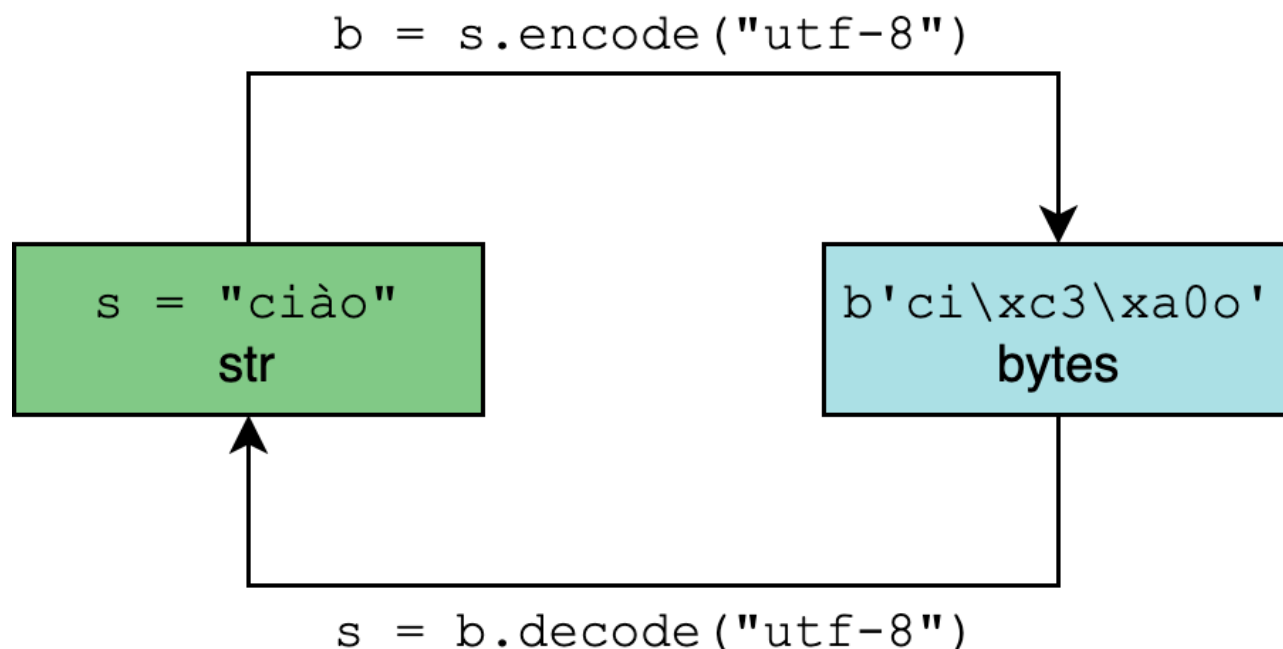 b = s.encode("utf-8")
s = "ciào"
str
b'ci\xc3\xa0o'
bytes
s = b.decode("utf-8")